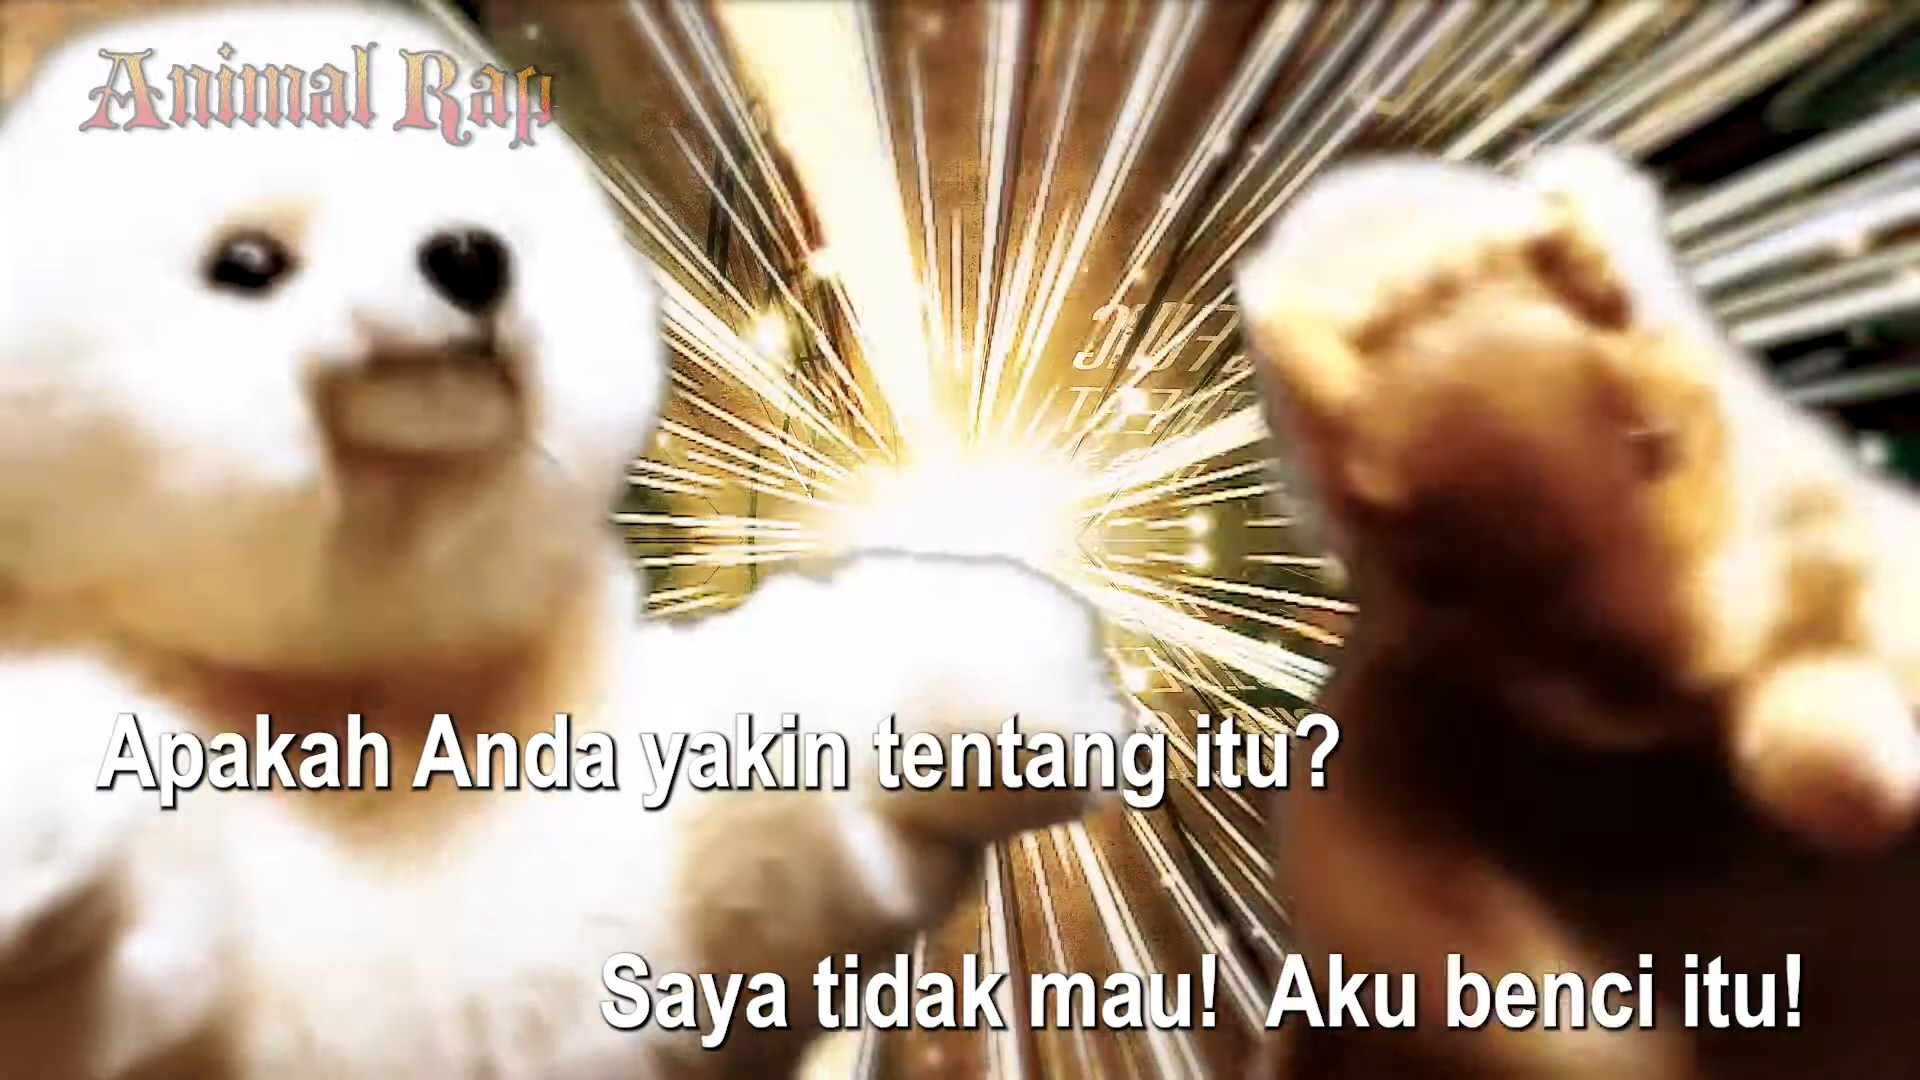 Animal Rap
Apakah Anda yakin tentang itu?
Saya tidak mau! Aku benci itu!